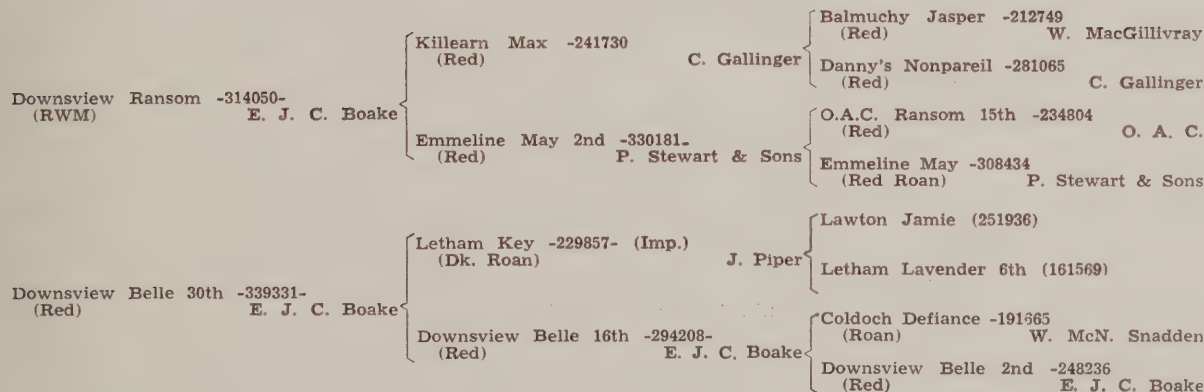 Balmuchy Jasper -212749
(Red) W. MacGillivray
Killearn Max -241730
(Red) C. Gallinger
Danny's Nonpareil -281065
(Red) C. Gallinger
Downsview Ransom -314050-
(RWM) E. J. C. Boake
O.A.C. Ransom 15th -234804
(Red) O. A. C.
Emmeline May 2nd -330181-
(Red) P. Stewart & Sons
Emmeline May -308434
(Red Roan) P. Stewart & Sons
Lawton Jamie (251936)
Letham Key -229857- (Imp.)
(Dk. Roan) J. Piper
Letham Lavender 6th (161569)
Downsview Belle 30th -339331-
(Red) E. J. C. Boake
Coldoch Defiance -191665
(Roan) W. McN. Snadden
Downsview Belle 16th -294208-
(Red) E. J. C. Boake
Downsview Belle 2nd -248236
(Red) E. J. C. Boake